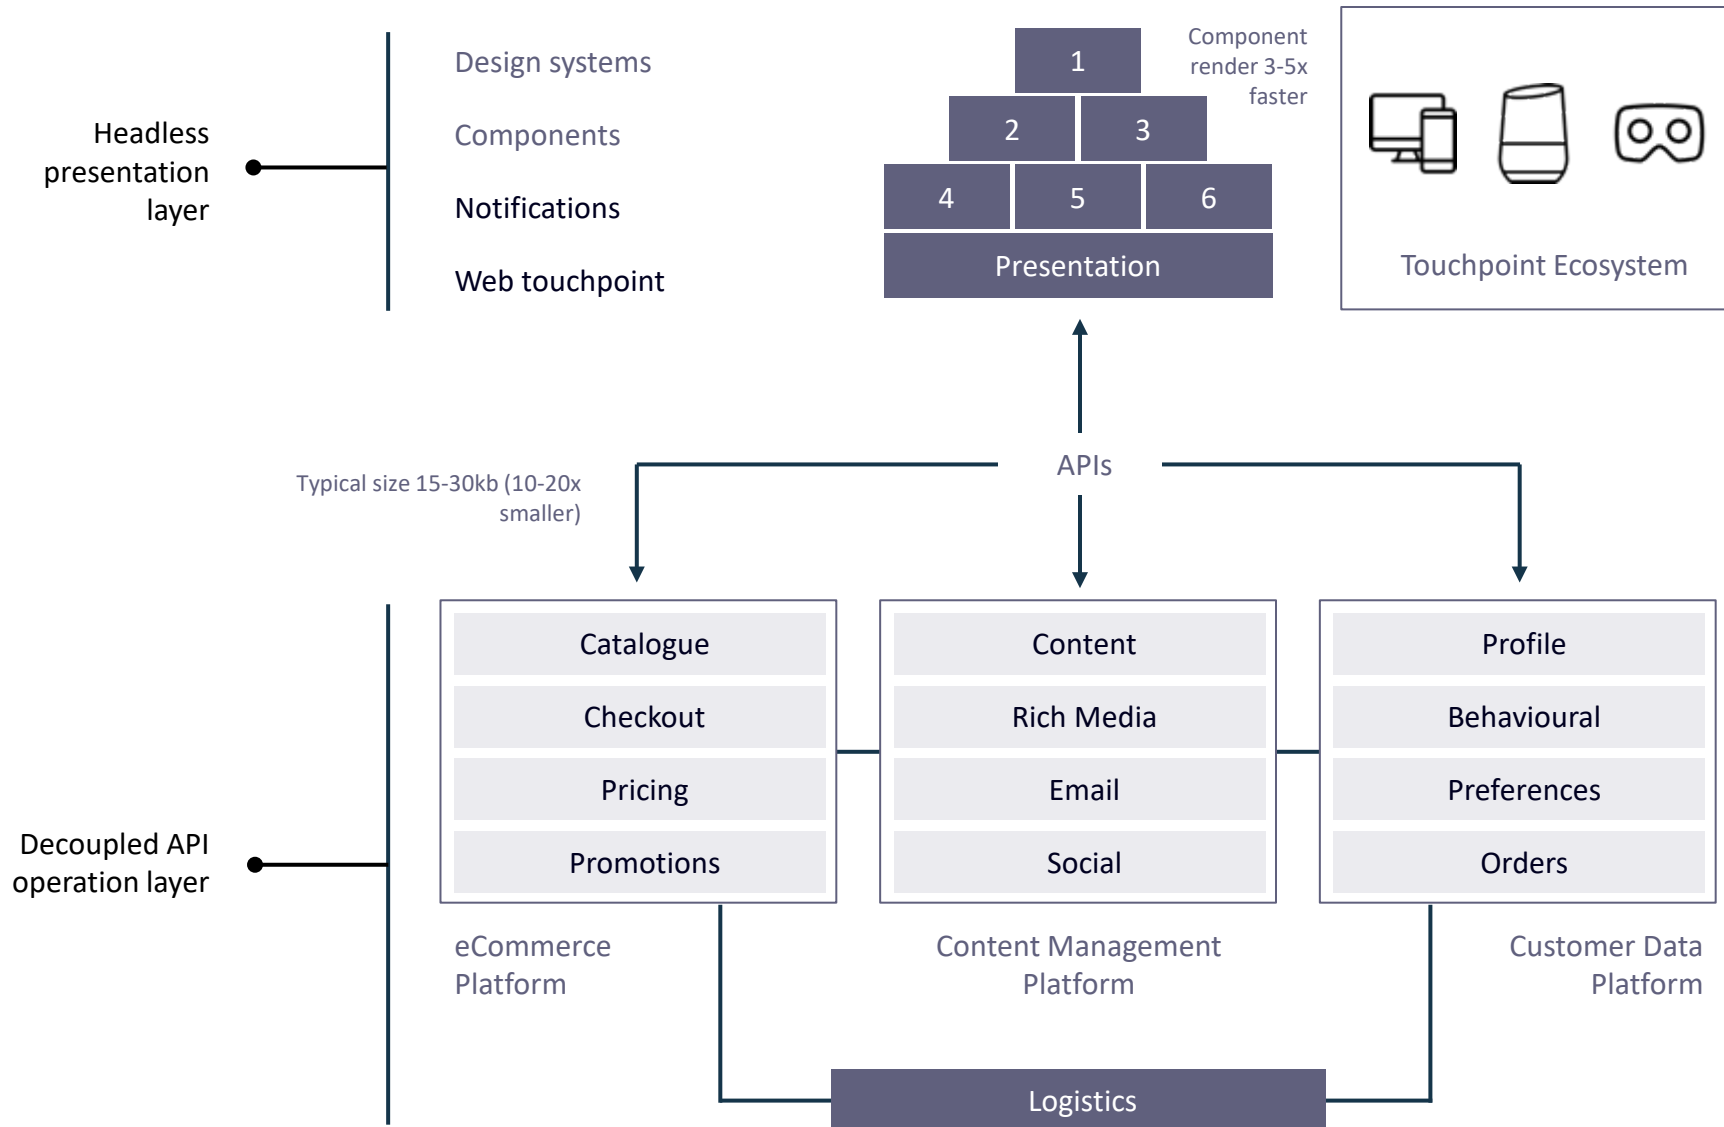 Headless
presentation
layer
Design systems
Components
Notifications
Web touchpoint
1
2 3
4 5 6
Presentation
Component
render 3-5x
faster
Touchpoint Ecosystem
APIs
Typical size 15-30kb (10-20x
smaller)
Decoupled API
operation layer
Catalogue
Checkout
Pricing
Promotions
eCommerce
Platform
Content
Rich Media
Email
Social
Content Management
Platform
Profile
Behavioural
Preferences
Orders
Customer Data
Platform
Logistics